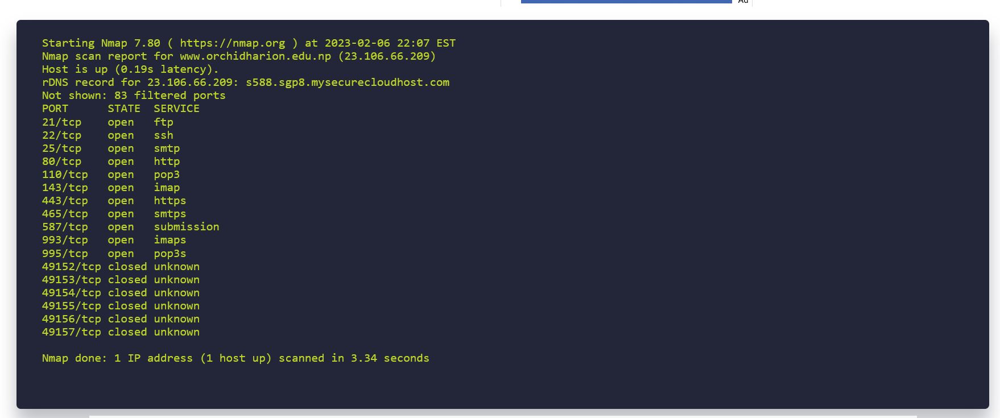 Ad
Starting Nmap 7.80 ( https://nmap.org ) at 2023-02-06 22:07 EST
Nmap scan report for www.orchidharion.edu.np (23.106.66.209)
Host is up (0.19s latency).
rDNS record for 23.106.66.209: s588.sgp8.mysecurecloudhost.com
Not shown: 83 filtered ports
PORT      STATE  SERVICE
21/tcp    open   ftp
22/tcp    open   ssh
25/tcp    open   smtp
80/tcp    open   http
110/tcp   open   pop3
143/tcp   open   imap
443/tcp   open   https
465/tcp   open   smtps
587/tcp   open   submission
993/tcp   open   imaps
995/tcp   open   pop3s
49152/tcp closed unknown
49153/tcp closed unknown
49154/tcp closed unknown
49155/tcp closed unknown
49156/tcp closed unknown
49157/tcp closed unknown
Nmap done: 1 IP address (1 host up) scanned in 3.34 seconds